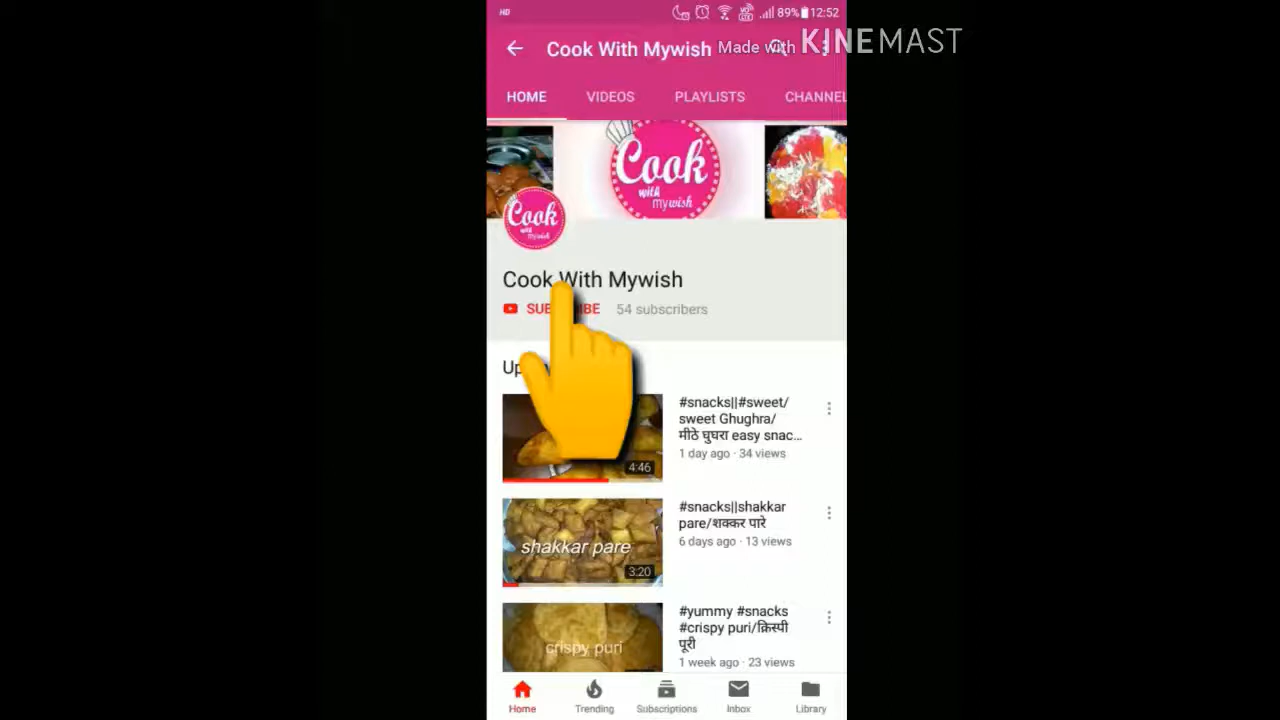 HD 89% 12:52
Cook With Mywish
Made with KINEMAST
HOME VIDEOS PLAYLISTS CHANNEL
Cook
with
mywish
Cook
with
mywish
Cook With Mywish
54 subscribers
#snacks||#sweet/
sweet Ghughra/
मीठे घुघरा easy snac...
1 day ago · 34 views
4:46
#snacks||shakkar
pare/शक्कर पारे
6 days ago · 13 views
shakkar pare
3:20
#yummy #snacks
#crispy puri/क्रिस्पी
पूरी
1 week ago · 23 views
crispy puri
Home Trending Subscriptions Inbox Library